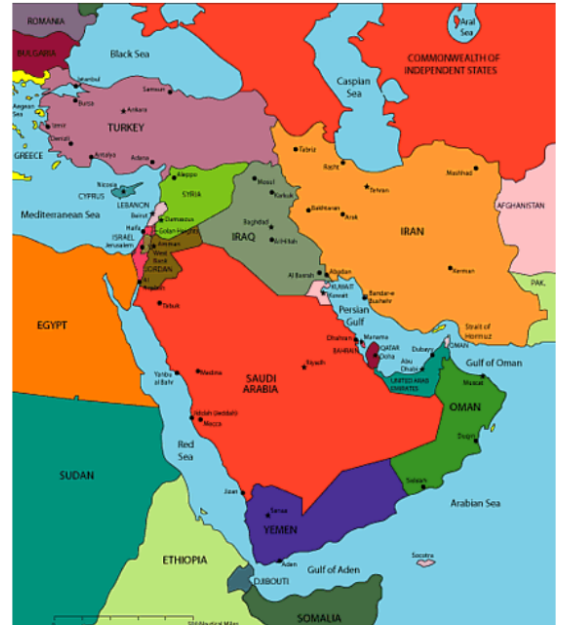 ROMANIA
BULGARIA
Black Sea
Aral
Sea
COMMONWEALTH OF
INDEPENDENT STATES
Caspian
Sea
Istanbul
Samsun
Bursa
Ankara
Aegean
Sea
Izmir
TURKEY
Denizli
Antalya
Adana
GREECE
Tabriz
Racht
Mashhad
Tehran
Aleppo
Nicosia
CYPRUS
SYRIA
Mosul
Karkuk
Bakhtaran
Arak
AFGHANISTAN
LEBANON
Beirut
Damascus
Mediterranean Sea
Haifa
Golan Heights
ISRAEL
Jerusalem
Amman
West
Bank
JORDAN
Baghdad
IRAQ
Al Hillah
IRAN
Al Basrah
Abadan
Kerman
KUWAIT
Kuwait
Bandar-e
Bushehr
PAK.
Persian
Gulf
Tabuk
EGYPT
Strait of
Hormuz
Dhahran
Manama
BAHRAIN
QATAR
Doha
Dubayy
OMAN
Abu
Dhabi
Gulf of Oman
UNITED ARAB
EMIRATES
Muscat
Yanbu
al Bahr
Medina
Riyadh
SAUDI
ARABIA
OMAN
Jiddah (Jeddah)
Mecca
Duqm
Red
Sea
SUDAN
Salalah
Jizan
Arabian Sea
Sanaa
YEMEN
ETHIOPIA
Socotra
Aden
Gulf of Aden
DJIBOUTI
SOMALIA